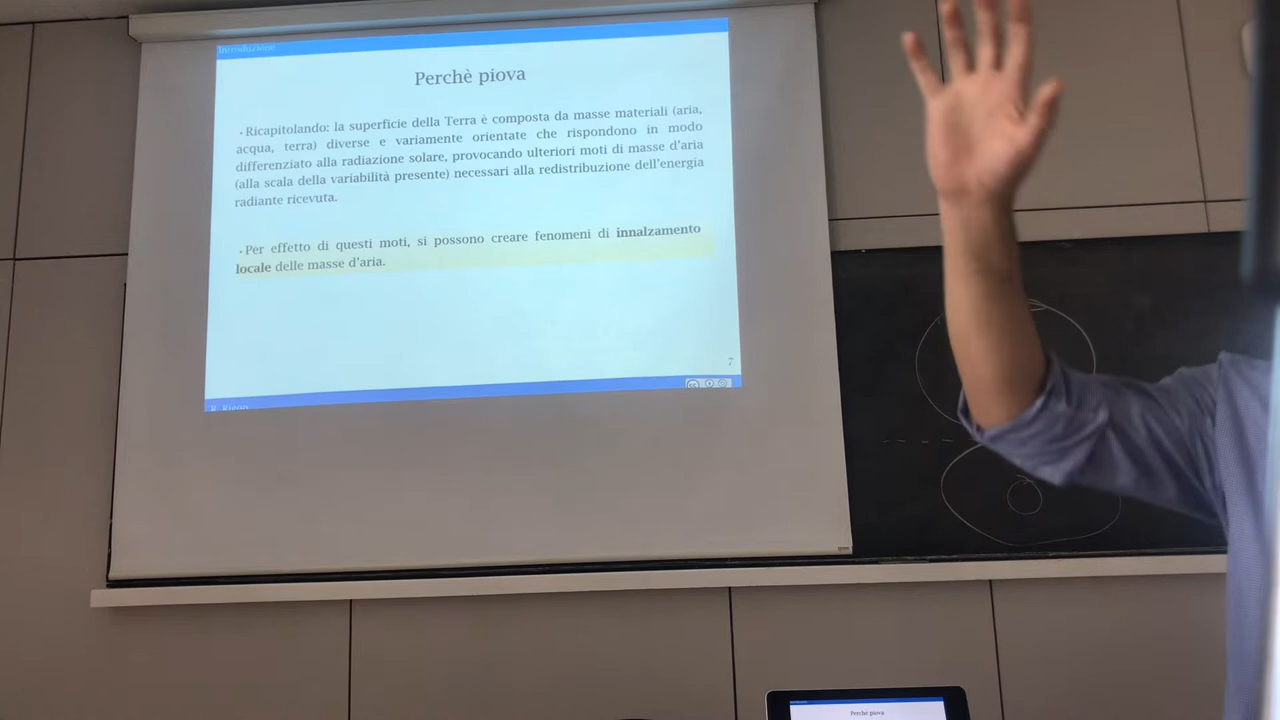 Introduzione
Perchè piova
•Ricapitolando: la superficie della Terra è composta da masse materiali (aria,
acqua, terra) diverse e variamente orientate che rispondono in modo
differenziato alla radiazione solare, provocando ulteriori moti di masse d'aria
(alla scala della variabilità presente) necessari alla redistribuzione dell'energia
radiante ricevuta.
•Per effetto di questi moti, si possono creare fenomeni di innalzamento
locale delle masse d'aria.
7
R. Rigon
Perchè piova